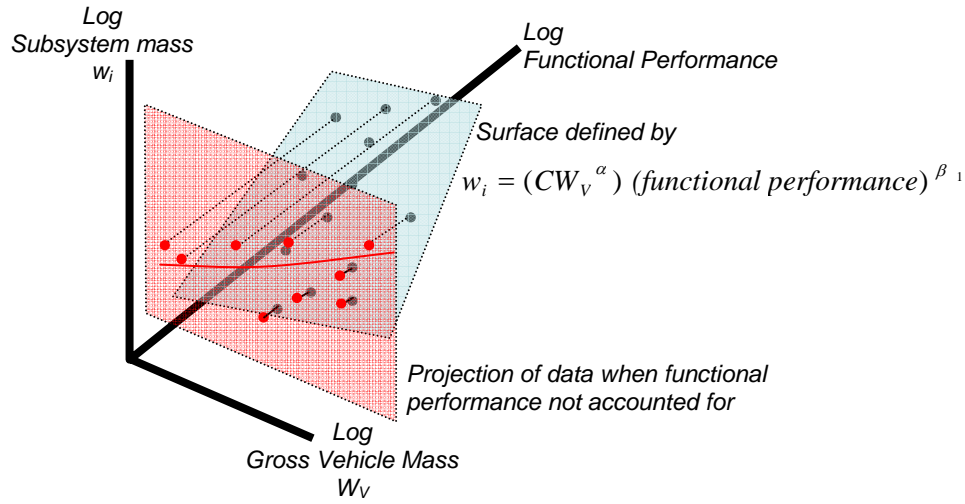 Log
Subsystem mass
wi
Log
Functional Performance
Surface defined by
wi = (CWV α) (functional performance) β 1
Projection of data when functional
performance not accounted for
Log
Gross Vehicle Mass
WV